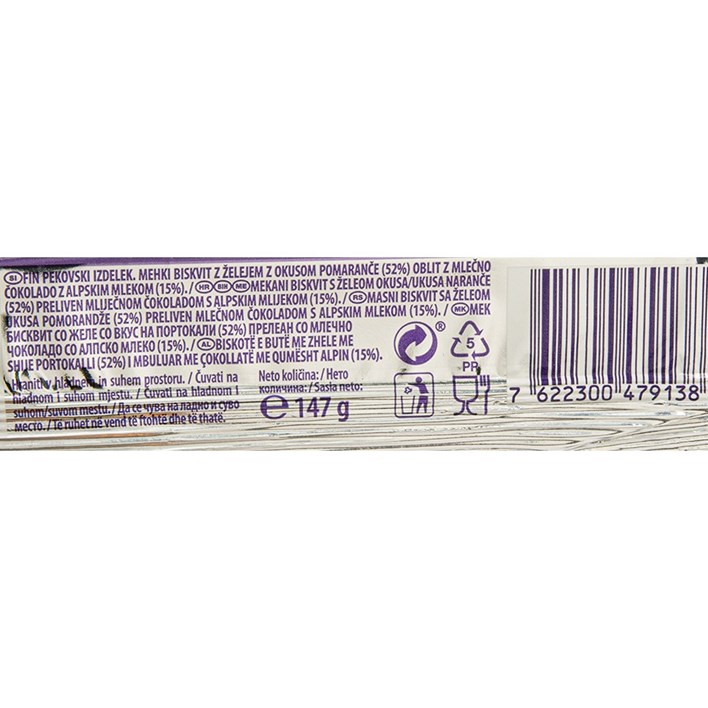 SI FIN PEKOVSKI IZDELEK. MEHKI BISKVIT Z ŽELEJEM Z OKUSOM POMARANČE (52%) OBLIT Z MLEČNO
ČOKOLADO Z ALPSKIM MLEKOM (15%). / HR BIH ME MEKANI BISKVIT S ŽELEOM OKUSA/UKUSA NARANČE
(52%) PRELIVEN MLIJEČNOM ČOKOLADOM S ALPSKIM MLIJEKOM (15%). / RS MASNI BISKVIT SA ŽELEOM
UKUSA POMORANDŽE (52%) PRELIVEN MLEČNOM ČOKOLADOM S ALPSKIM MLEKOM (15%). / MK МЕК
БИСКВИТ СО ЖЕЛЕ СО ВКУС НА ПОРТОКАЛИ (52%) ПРЕЛЕАН СО МЛЕЧНО
ЧОКОЛАДО СО АЛПСКО МЛЕКО (15%). / AL BISKOTË E BUTË ME ZHELE ME
SHIJE PORTOKALLI (52%) I MBULUAR ME ÇOKOLLATË ME QUMËSHT ALPIN (15%).
Hraniti v hladnem in suhem prostoru. / Čuvati na
hladnom i suhom mjestu. / Čuvati na hladnom i
suhom/suvom mestu. / Да се чува на ладно и суво
место. / Të ruhet në vend të ftohtë dhe të thatë.
Neto količina: / Нето
количина: / Sasia neto:
e 147 g
®
5
PP
7 622300 479138